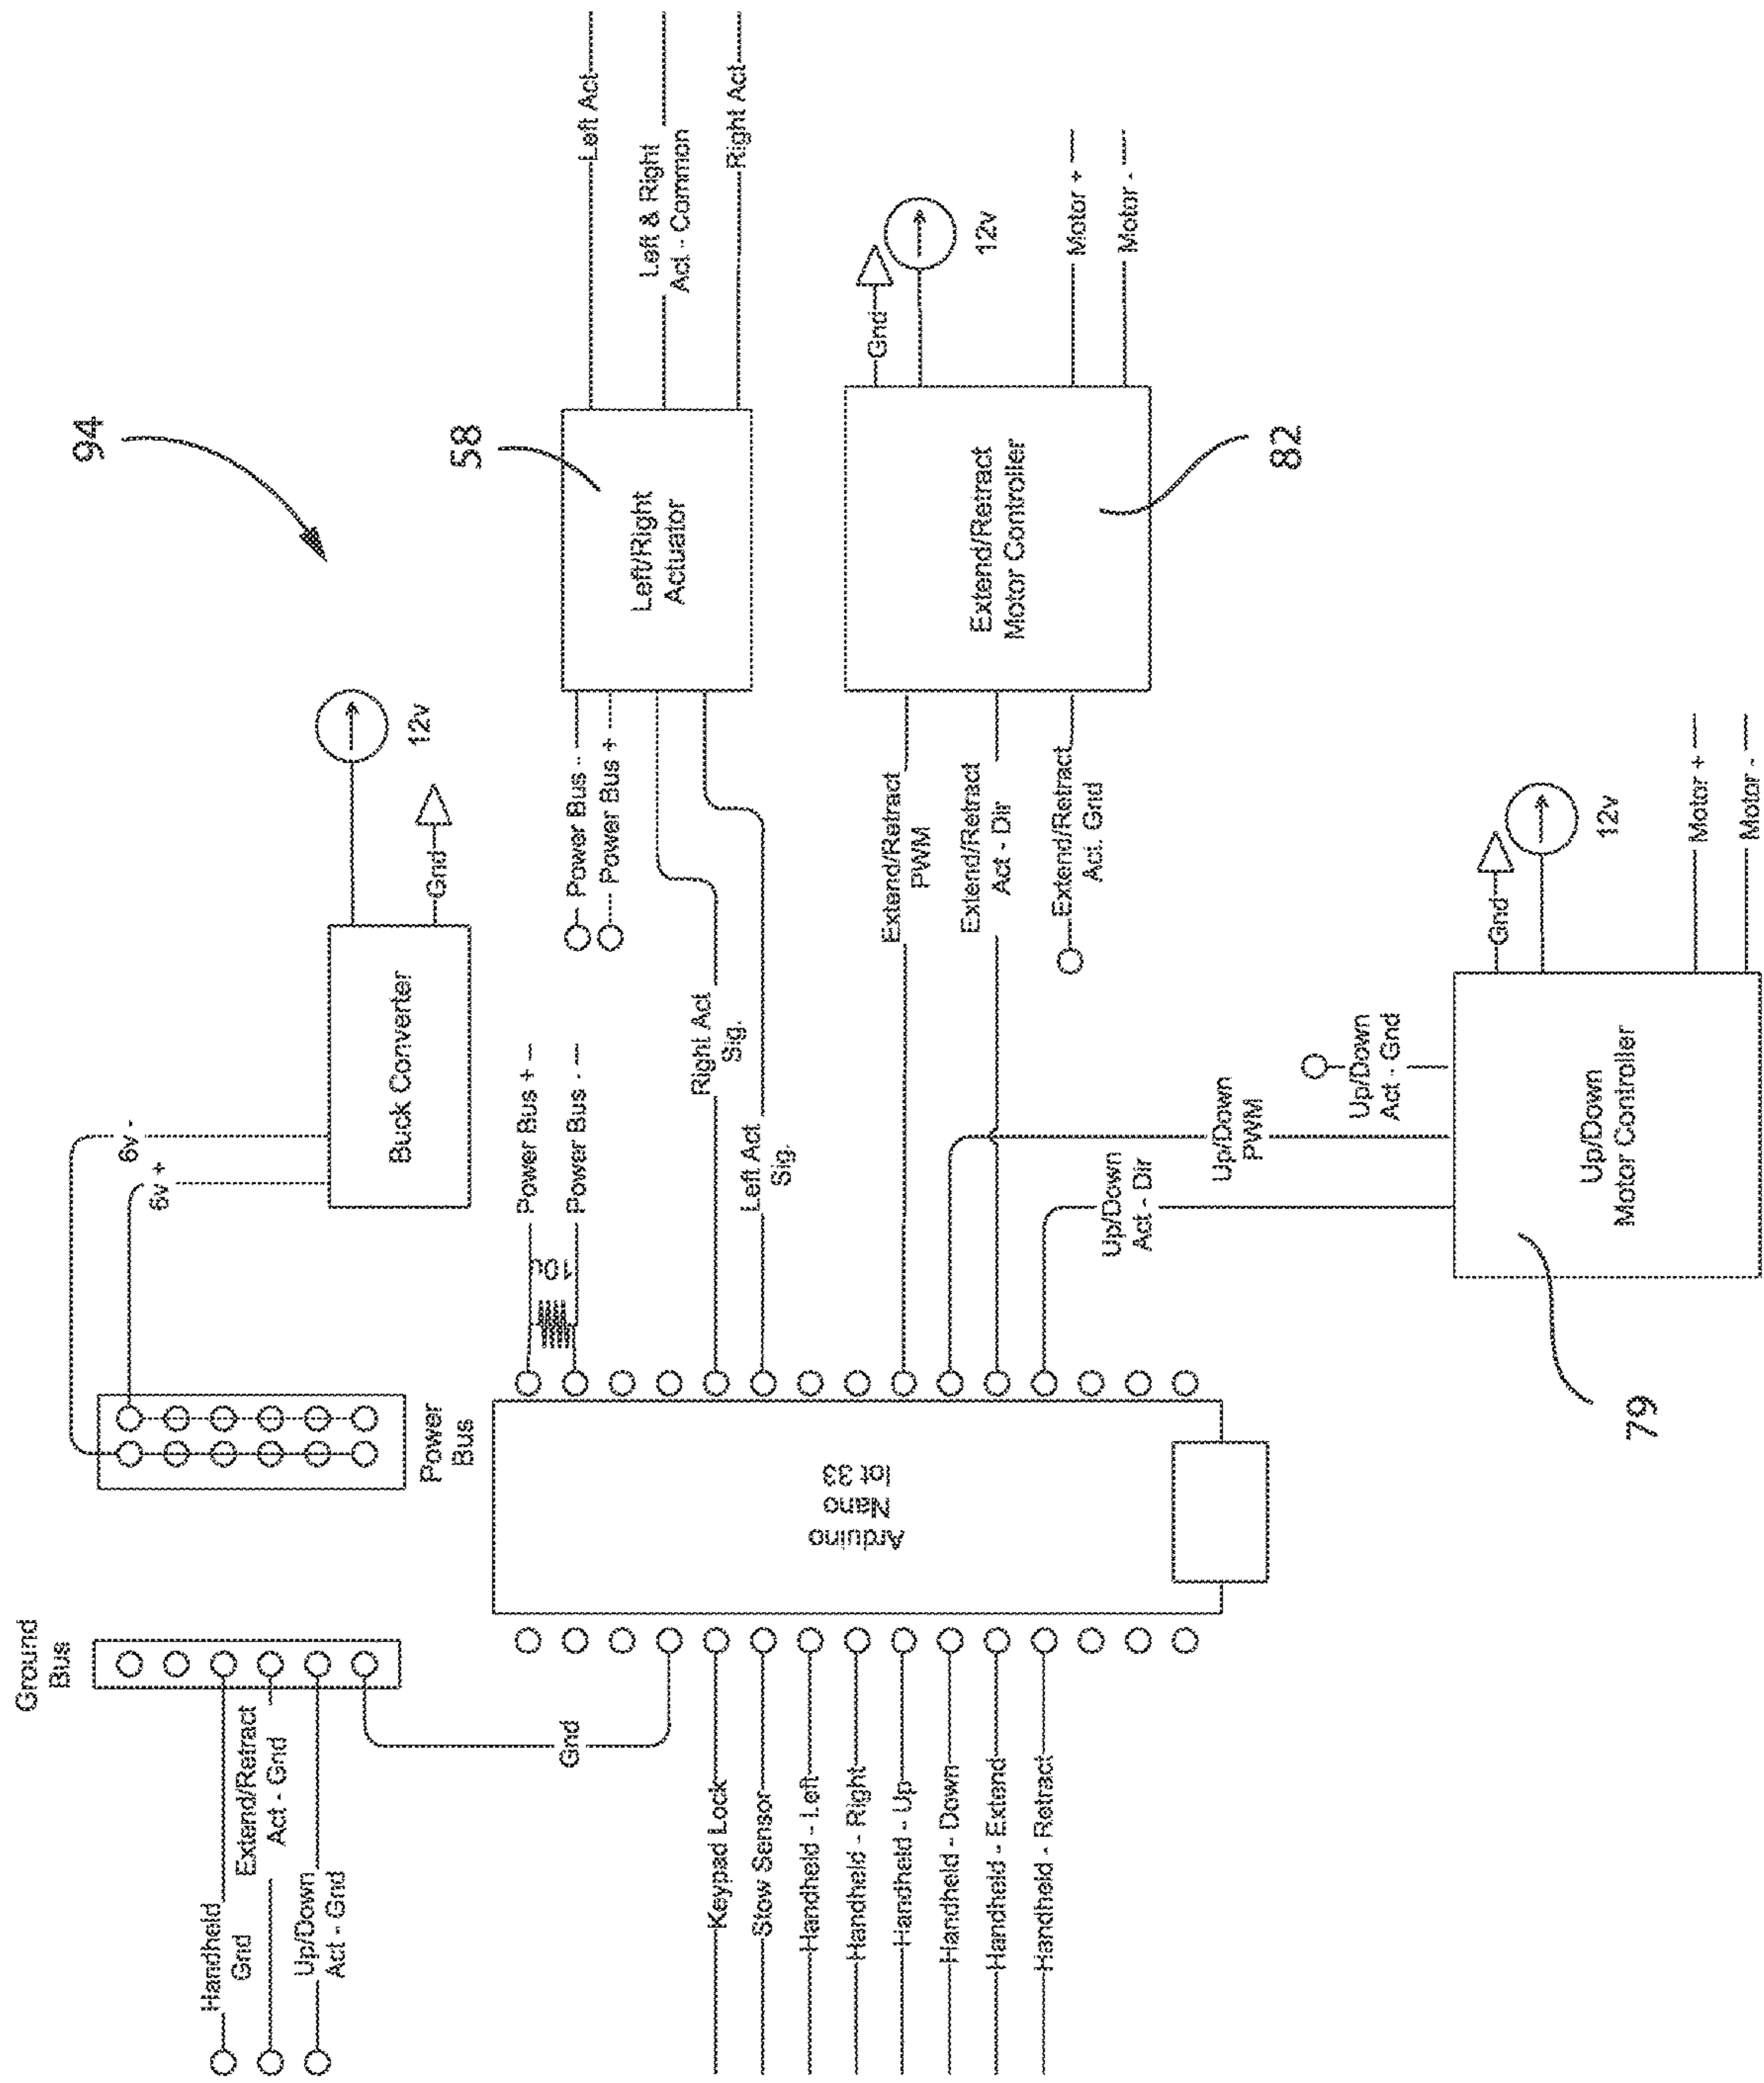 94
Ground
Bus
Handheld
Gnd
Extend/Retract
Act - Gnd
Up/Down
Act - Gnd
Gnd
Power
Bus
6v -
6v +
Buck Converter
12v
Gnd
Keypad Lock
Stow Sensor
Handheld - Left
Handheld - Right
Handheld - Up
Handheld - Down
Handheld - Extend
Handheld - Retract
Arduino
Nano
Iot 33
Power Bus +
Power Bus -
10u
Right Act
Sig.
Left Act
Sig.
Power Bus -
Power Bus +
58
Left/Right
Actuator
Left Act
Left & Right
Act - Common
Right Act
Extend/Retract
PWM
Extend/Retract
Act - Dir
Extend/Retract
Act. Gnd
Extend/Retract
Motor Controller
82
Gnd
12v
Motor +
Motor -
Up/Down
Act - Dir
Up/Down
PWM
Up/Down
Act - Gnd
Up/Down
Motor Controller
79
Gnd
12v
Motor +
Motor -